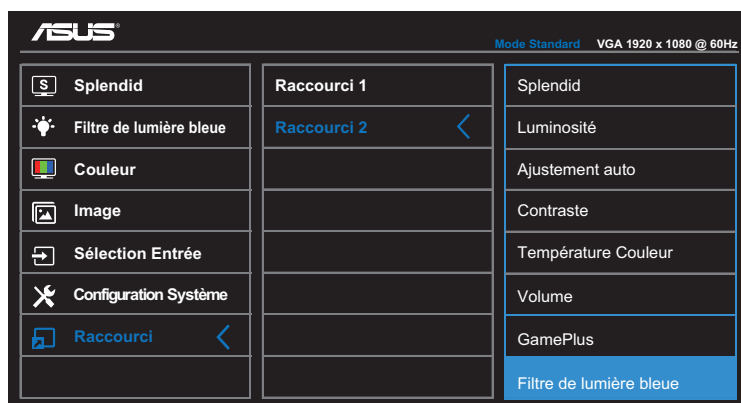 ASUS
Mode Standard VGA 1920 x 1080 @ 60Hz
Splendid
Filtre de lumière bleue
Couleur
Image
Sélection Entrée
Configuration Système
Raccourci
Raccourci 1
Raccourci 2
Splendid
Luminosité
Ajustement auto
Contraste
Température Couleur
Volume
GamePlus
Filtre de lumière bleue